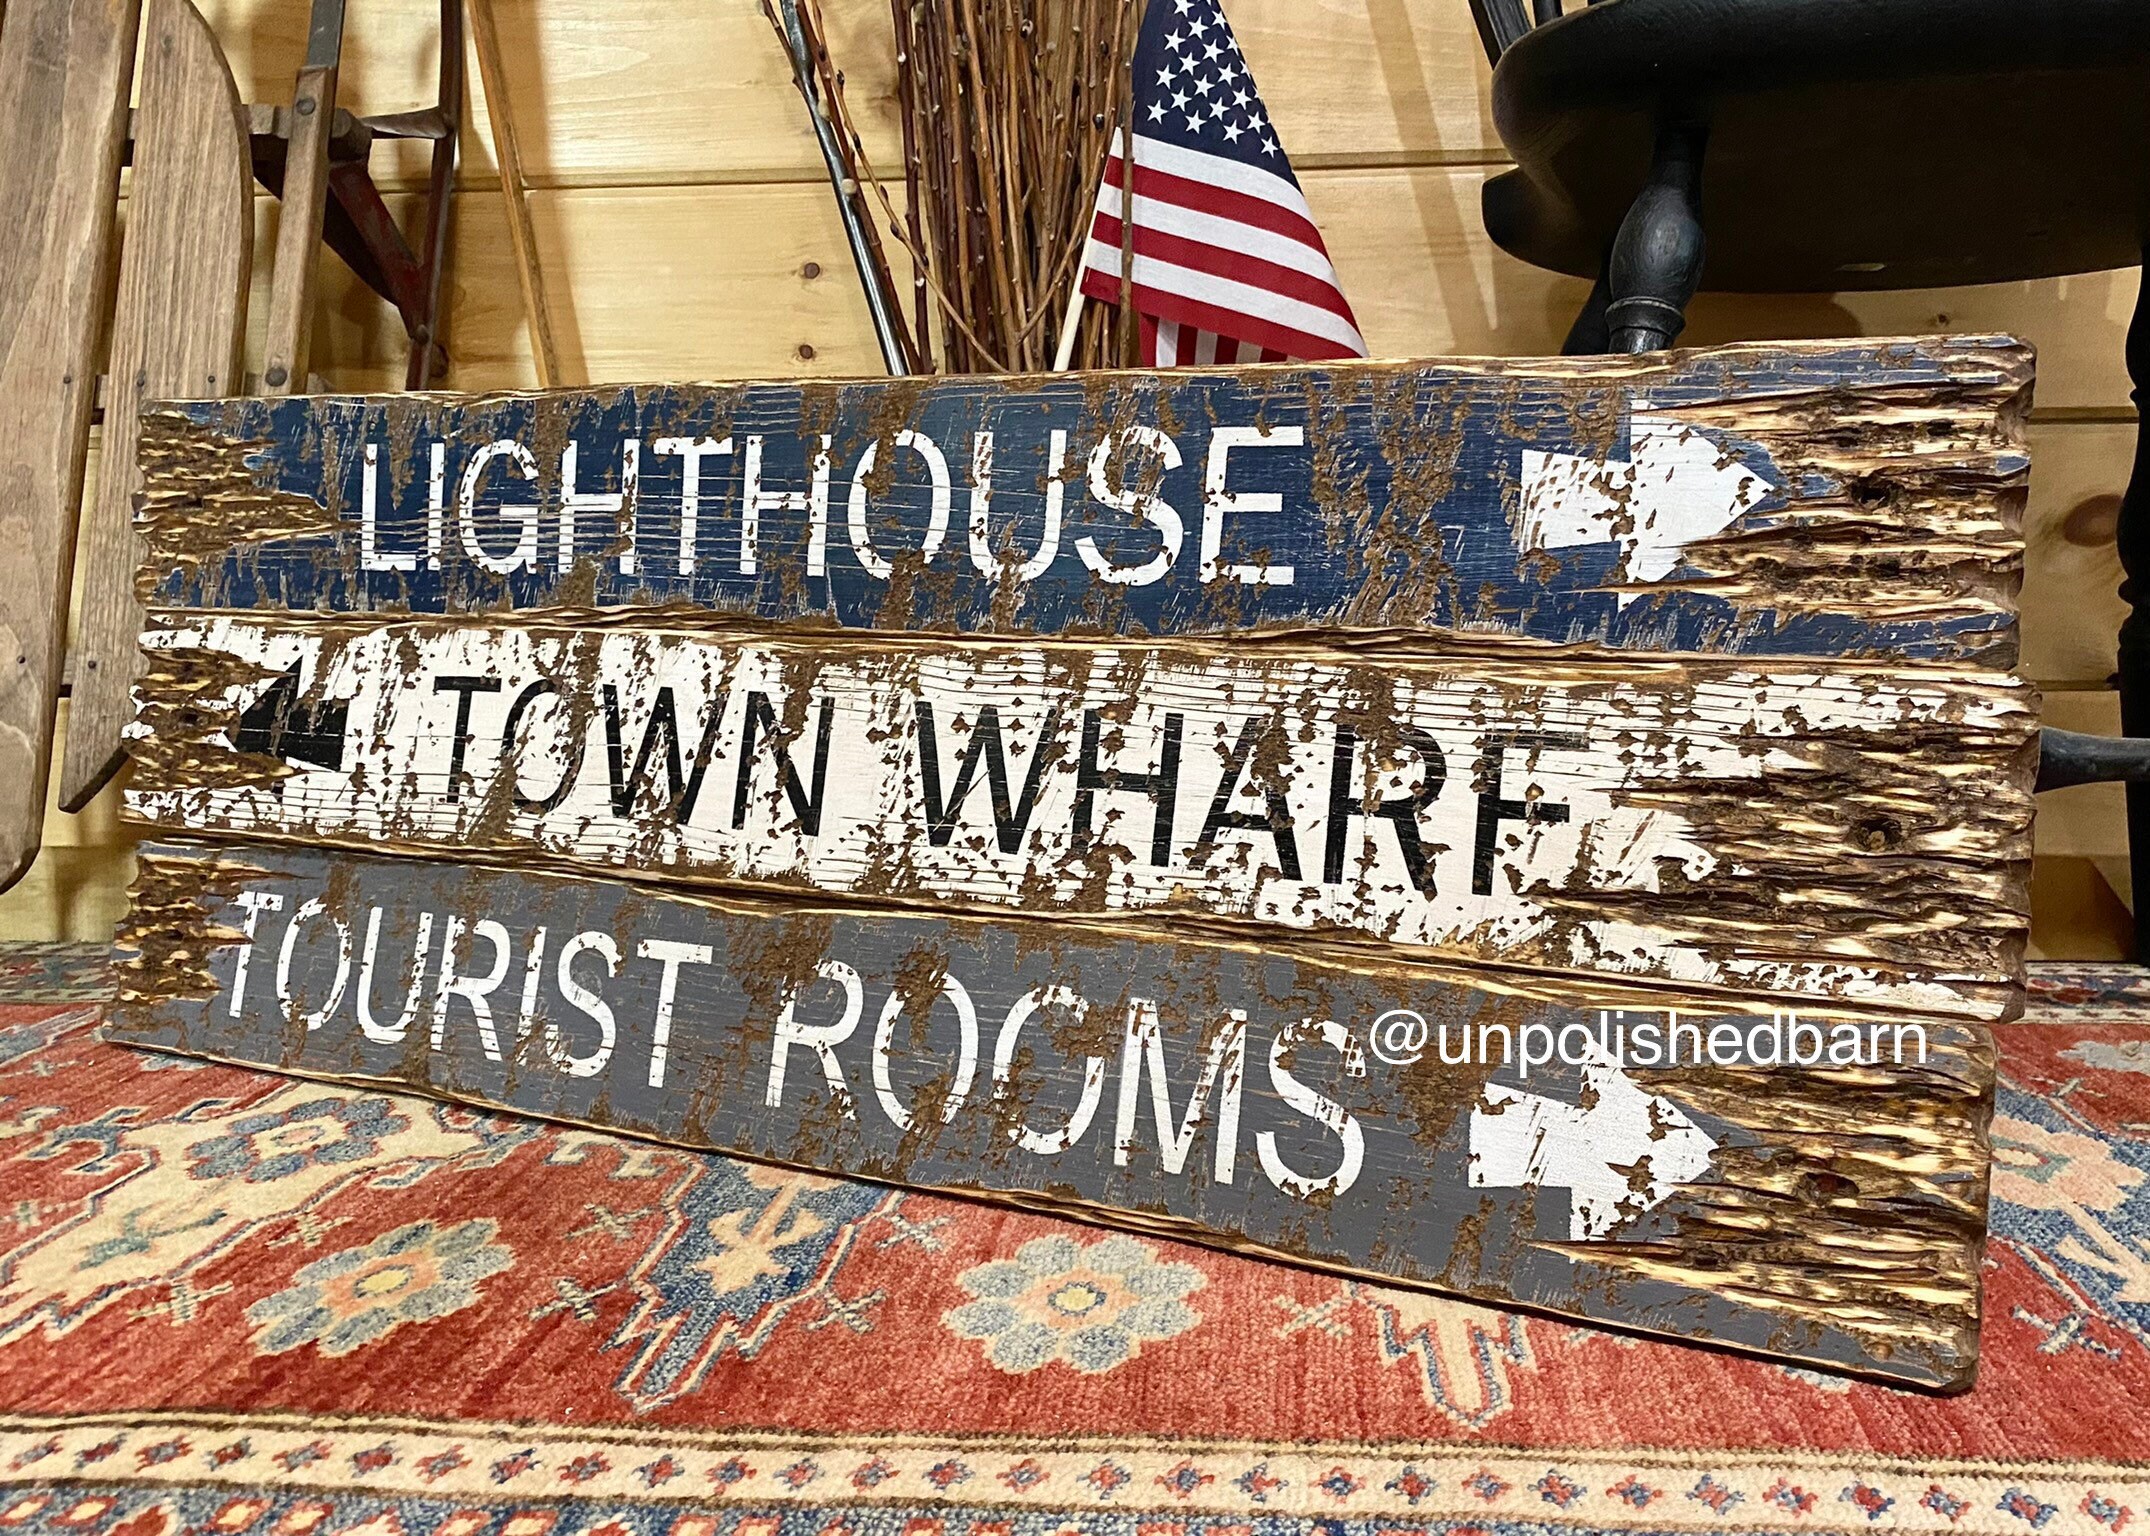 LIGHTHOUSE
TOWN WHARF
TOURIST ROOMS
@unpolishedbarn